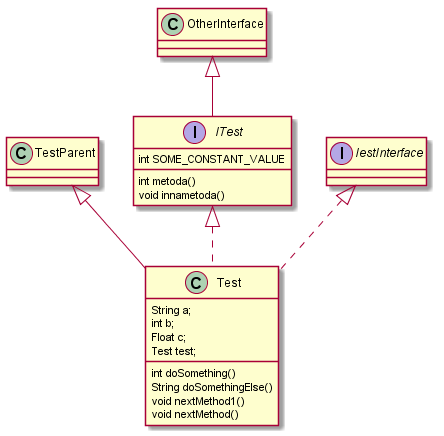 C OtherInterface
I ITest
int SOME_CONSTANT_VALUE
int metoda()
void innametoda()
C TestParent
I IestInterface
C Test
String a;
int b;
Float c;
Test test;
int doSomething()
String doSomethingElse()
void nextMethod1()
void nextMethod()